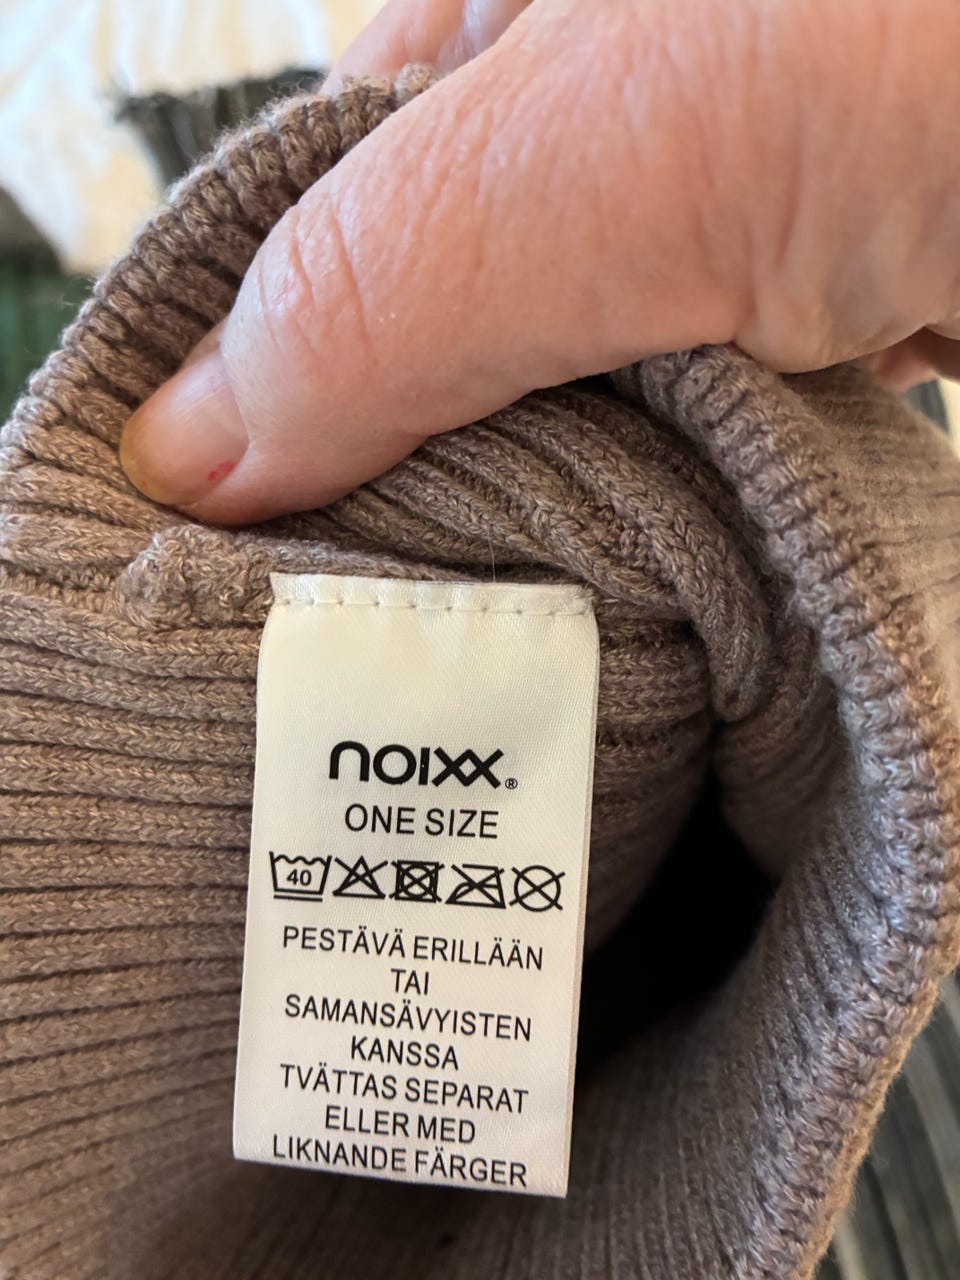 noixx®
ONE SIZE
40
PESTÄVÄ ERILLÄÄN
TAI
SAMANSÄVYISTEN
KANSSA
TVÄTTAS SEPARAT
ELLER MED
LIKNANDE FÄRGER